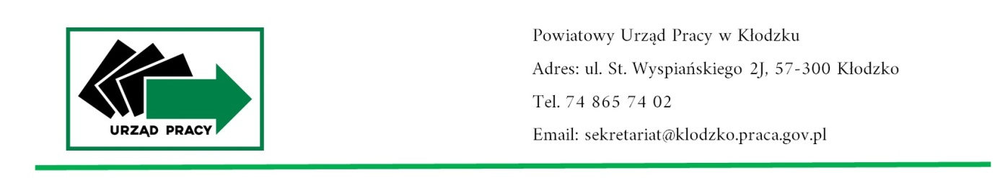 URZĄD PRACY
Powiatowy Urząd Pracy w Kłodzku
Adres: ul. St. Wyspiańskiego 2J, 57-300 Kłodzko
Tel. 74 865 74 02
Email: sekretariat@klodzko.praca.gov.pl